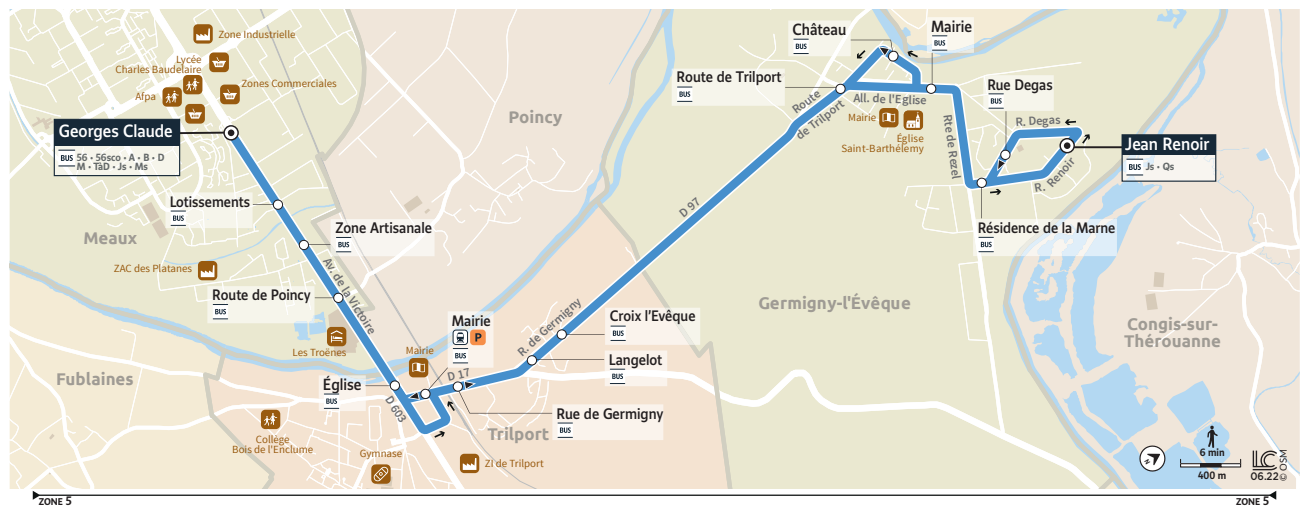 Zone Industrielle
Lycée
Charles Baudelaire
Zones Commerciales
Afpa
Georges Claude
BUS 56 • 56sco • A • B • D
M • TàD • Js • Ms
Lotissements
BUS
Zone Artisanale
BUS
Meaux
ZAC des Platanes
Av. de la Victoire
Route de Poincy
BUS
Les Troënes
Mairie
Mairie
P
BUS
Église
BUS
Fublaines
D 603
D 17
Collége
Bois de l'Enclume
Gymnase
ZI de Trilport
Trilport
Rue de Germigny
BUS
Langelot
BUS
Croix l'Evêque
BUS
R. de Germigny
Poincy
D 97
Route de Trilport
BUS
Route
de Trilport
Château
BUS
Mairie
BUS
All. de l'Eglise
Mairie
Église
Saint-Barthélemy
Rte de Rezel
Rue Degas
BUS
R. Degas
R. Renoir
Jean Renoir
BUS Js • Qs
Résidence de la Marne
BUS
Germigny-l'Évêque
Congis-sur-
Thérouanne
N
6 min
400 m
LC
06.22
© OSM
ZONE 5
ZONE 5